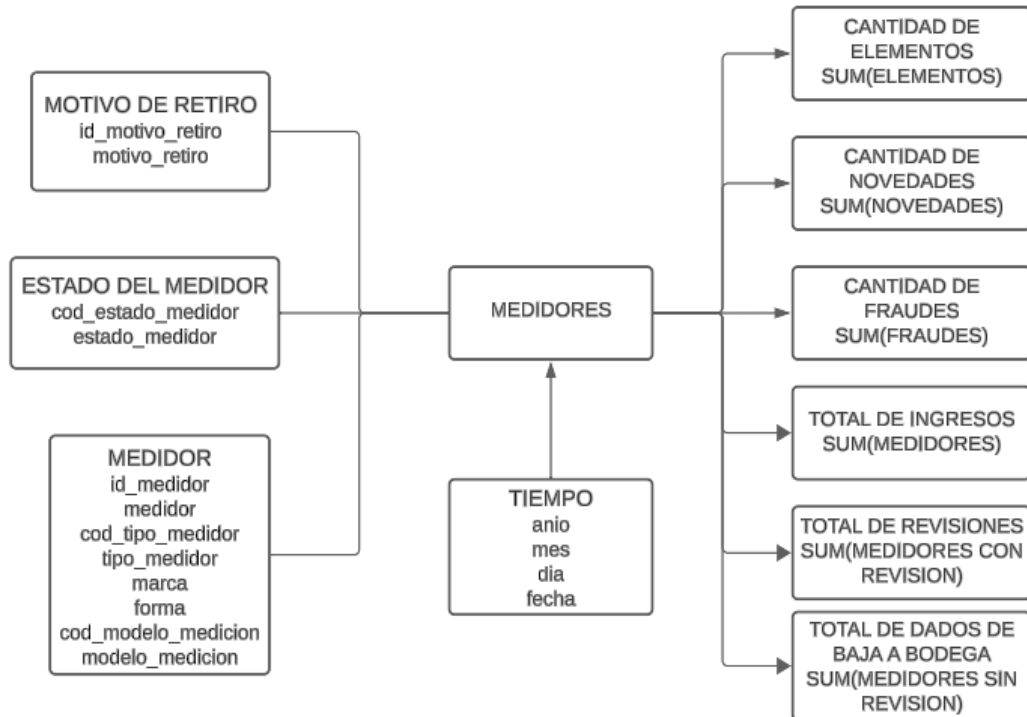 MOTIVO DE RETIRO
id_motivo_retiro
motivo_retiro
ESTADO DEL MEDIDOR
cod_estado_medidor
estado_medidor
MEDIDOR
id_medidor
medidor
cod_tipo_medidor
tipo_medidor
marca
forma
cod_modelo_medicion
modelo_medicion
MEDIDORES
TIEMPO
anio
mes
dia
fecha
CANTIDAD DE
ELEMENTOS
SUM(ELEMENTOS)
CANTIDAD DE
NOVEDADES
SUM(NOVEDADES)
CANTIDAD DE
FRAUDES
SUM(FRAUDES)
TOTAL DE INGRESOS
SUM(MEDIDORES)
TOTAL DE REVISIONES
SUM(MEDIDORES CON
REVISION)
TOTAL DE DADOS DE
BAJA A BODEGA
SUM(MEDIDORES SIN
REVISION)